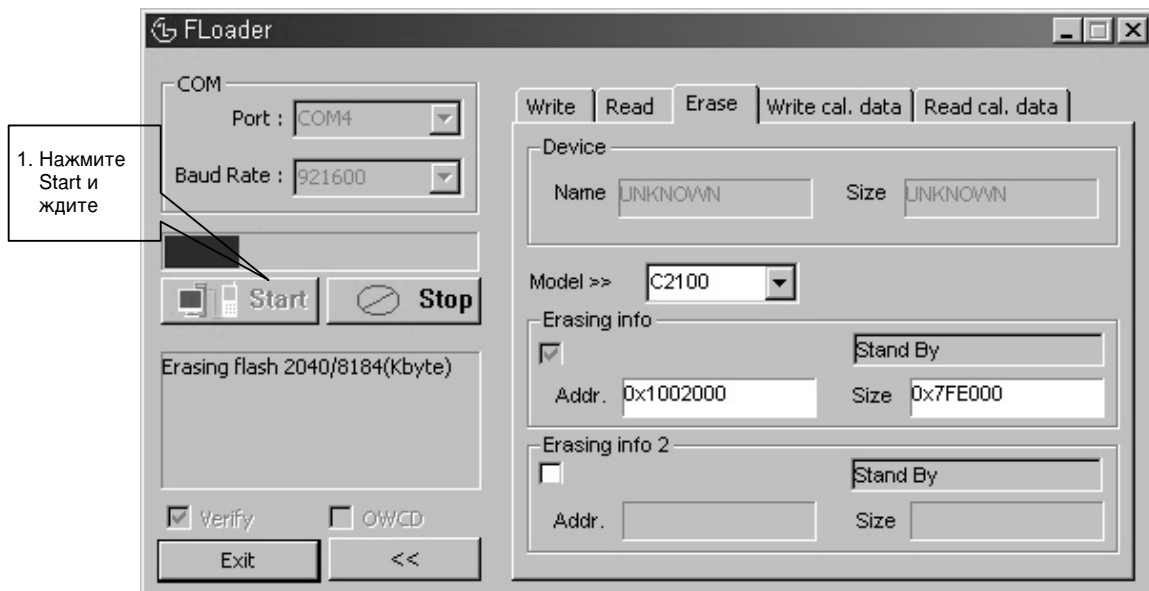 FLoader
1. Нажмите
Start и
ждите
COM
Port :
COM4
Baud Rate :
921600
Start
Stop
Erasing flash 2040/8184(Kbyte)
Verify
OWCD
Exit
<<
Write
Read
Erase
Write cal. data
Read cal. data
Device
Name
UNKNOWN
Size
UNKNOWN
Model >>
C2100
Erasing info
Stand By
Addr.
0x1002000
Size
0x7FE000
Erasing info 2
Stand By
Addr.
Size